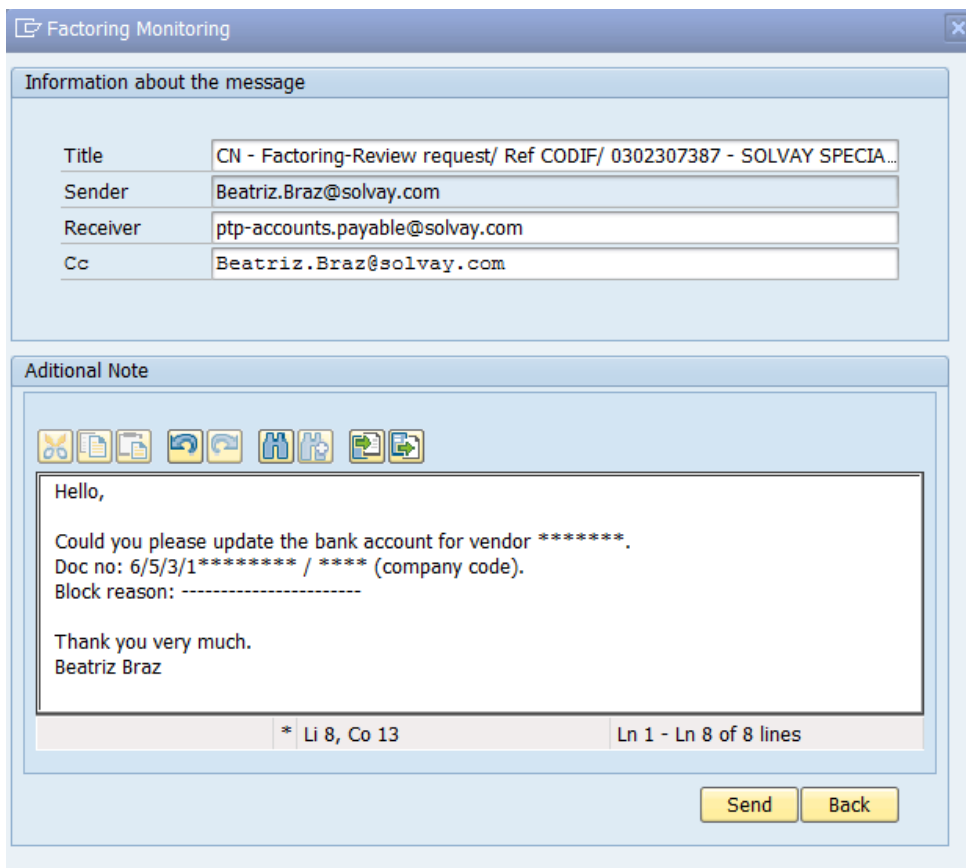 Factoring Monitoring
Information about the message
Title CN - Factoring-Review request/ Ref CODIF/ 0302307387 - SOLVAY SPECIA...
Sender Beatriz.Braz@solvay.com
Receiver ptp-accounts.payable@solvay.com
Cc Beatriz.Braz@solvay.com
Aditional Note
Hello,
Could you please update the bank account for vendor *******.
Doc no: 6/5/3/1******** / **** (company code).
Block reason: -----------------------
Thank you very much.
Beatriz Braz
* Li 8, Co 13 Ln 1 - Ln 8 of 8 lines
Send Back